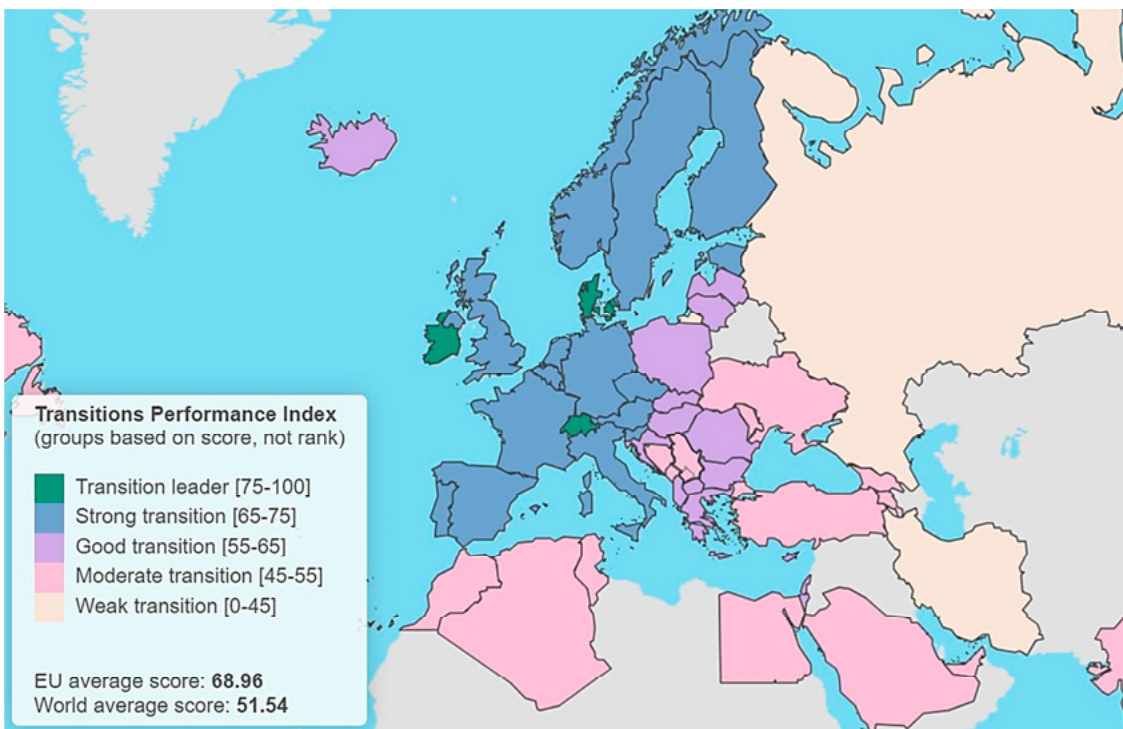 Transitions Performance Index
(groups based on score, not rank)
Transition leader [75-100]
Strong transition [65-75]
Good transition [55-65]
Moderate transition [45-55]
Weak transition [0-45]
EU average score: 68.96
World average score: 51.54